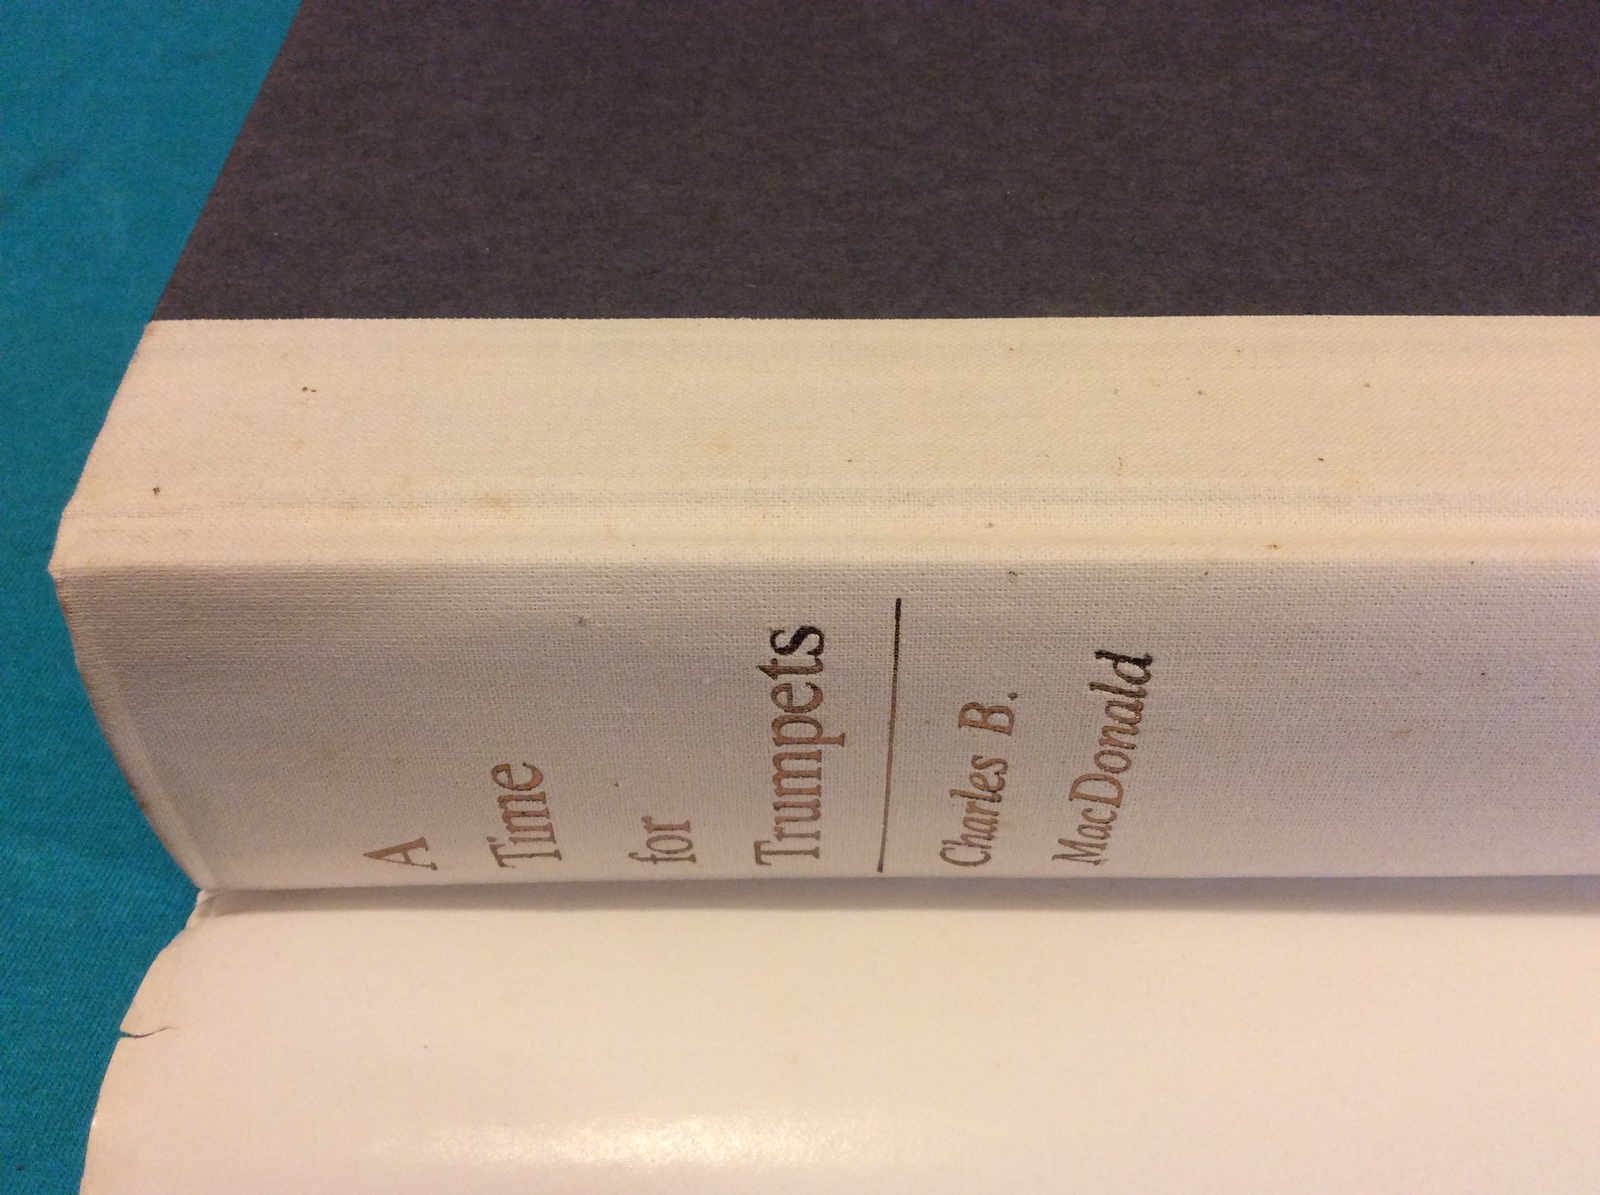 A
Time
for
Trumpets
Charles B.
MacDonald